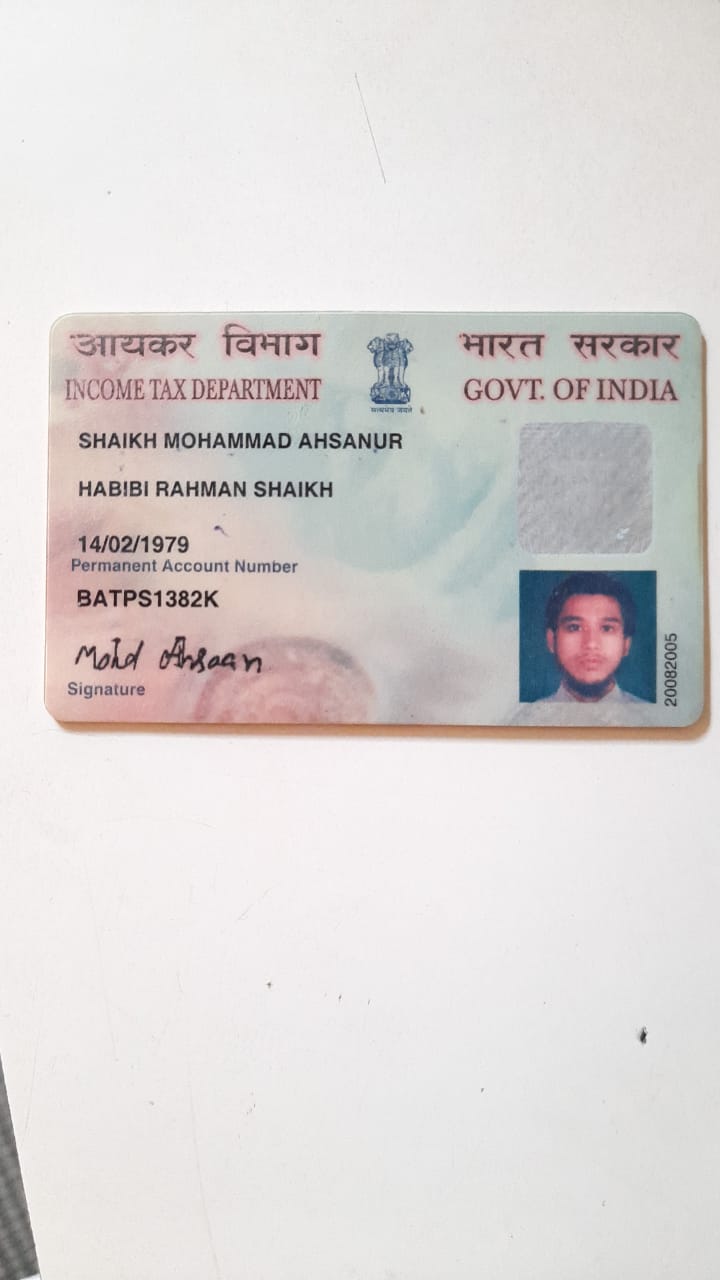 आयकर विभाग
INCOME TAX DEPARTMENT
सत्यमेव जयते
भारत सरकार
GOVT. OF INDIA
SHAIKH MOHAMMAD AHSANUR
HABIBI RAHMAN SHAIKH
14/02/1979
Permanent Account Number
BATPS1382K
Mohd Ahsaan
Signature
20082005